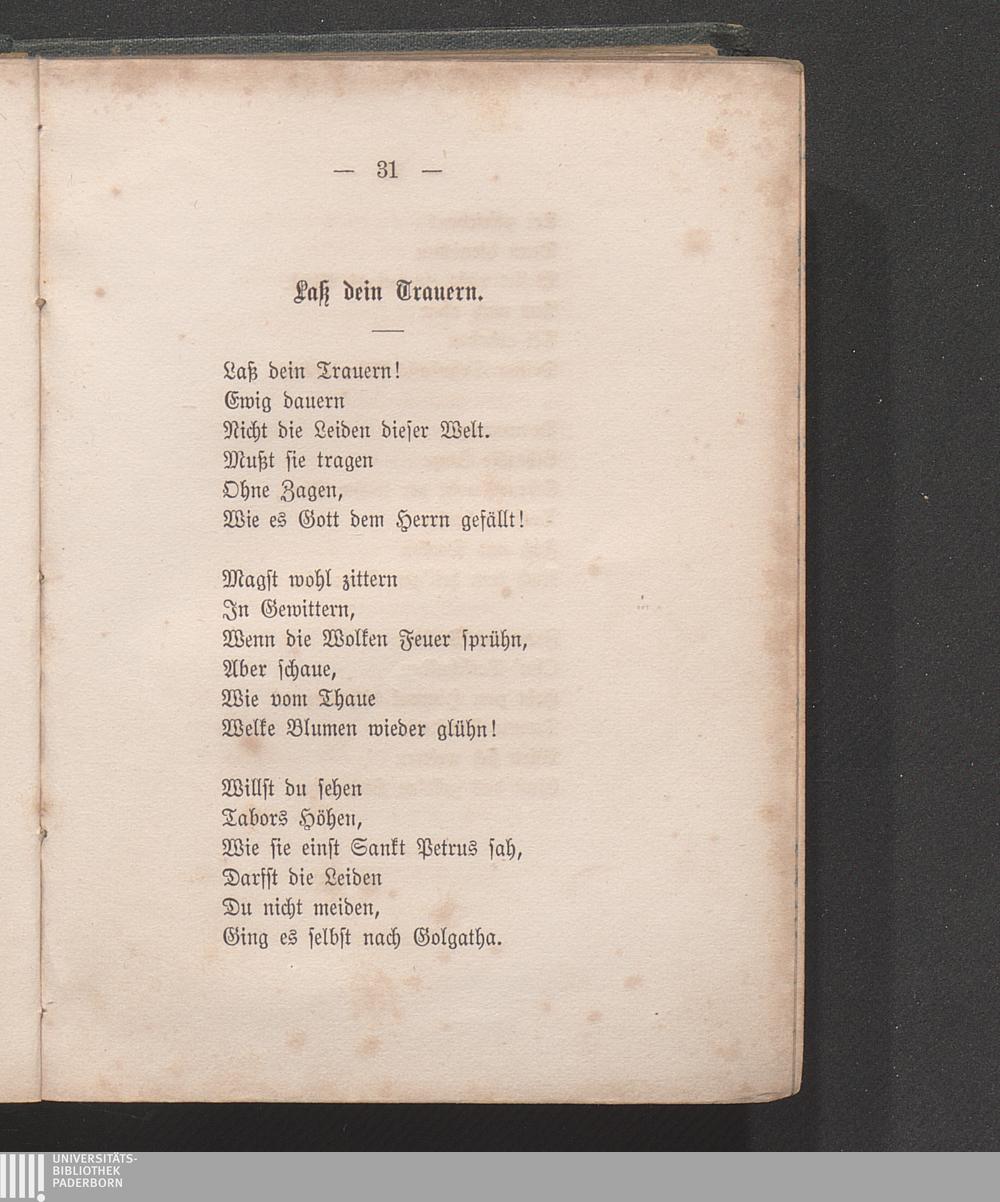 — 31 —
Laß dein Trauern.
Laß dein Trauern!
Ewig dauern
Nicht die Leiden dieser Welt.
Mußt sie tragen
Ohne Zagen,
Wie es Gott dem Herrn gefällt!
Magst wohl zittern
In Gewittern,
Wenn die Wolken Feuer sprühn,
Aber schaue,
Wie vom Thaue
Welke Blumen wieder glühn!
Willst du sehen
Tabors Höhen,
Wie sie einst Sankt Petrus sah,
Darfst die Leiden
Du nicht meiden,
Ging es selbst nach Golgatha.
UNIVERSITÄTS-
BIBLIOTHEK
PADERBORN